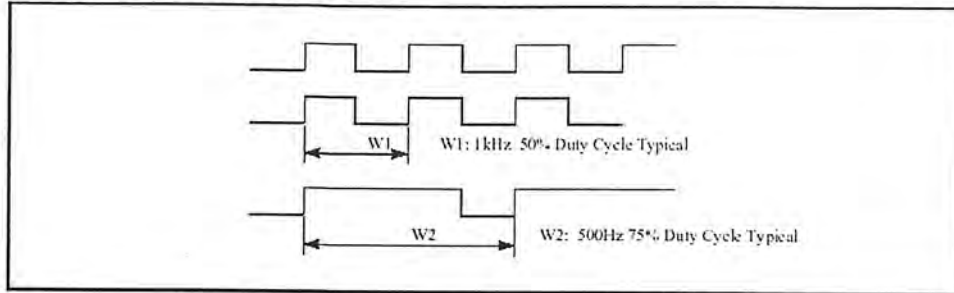 W1
W1: 1kHz 50% Duty Cycle Typical
W2
W2: 500Hz 75% Duty Cycle Typical